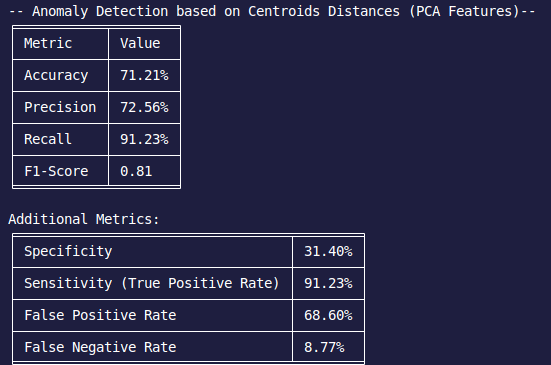 -- Anomaly Detection based on Centroids Distances (PCA Features)--
Metric Value
Accuracy 71.21%
Precision 72.56%
Recall 91.23%
F1-Score 0.81
Additional Metrics:
Specificity 31.40%
Sensitivity (True Positive Rate) 91.23%
False Positive Rate 68.60%
False Negative Rate 8.77%